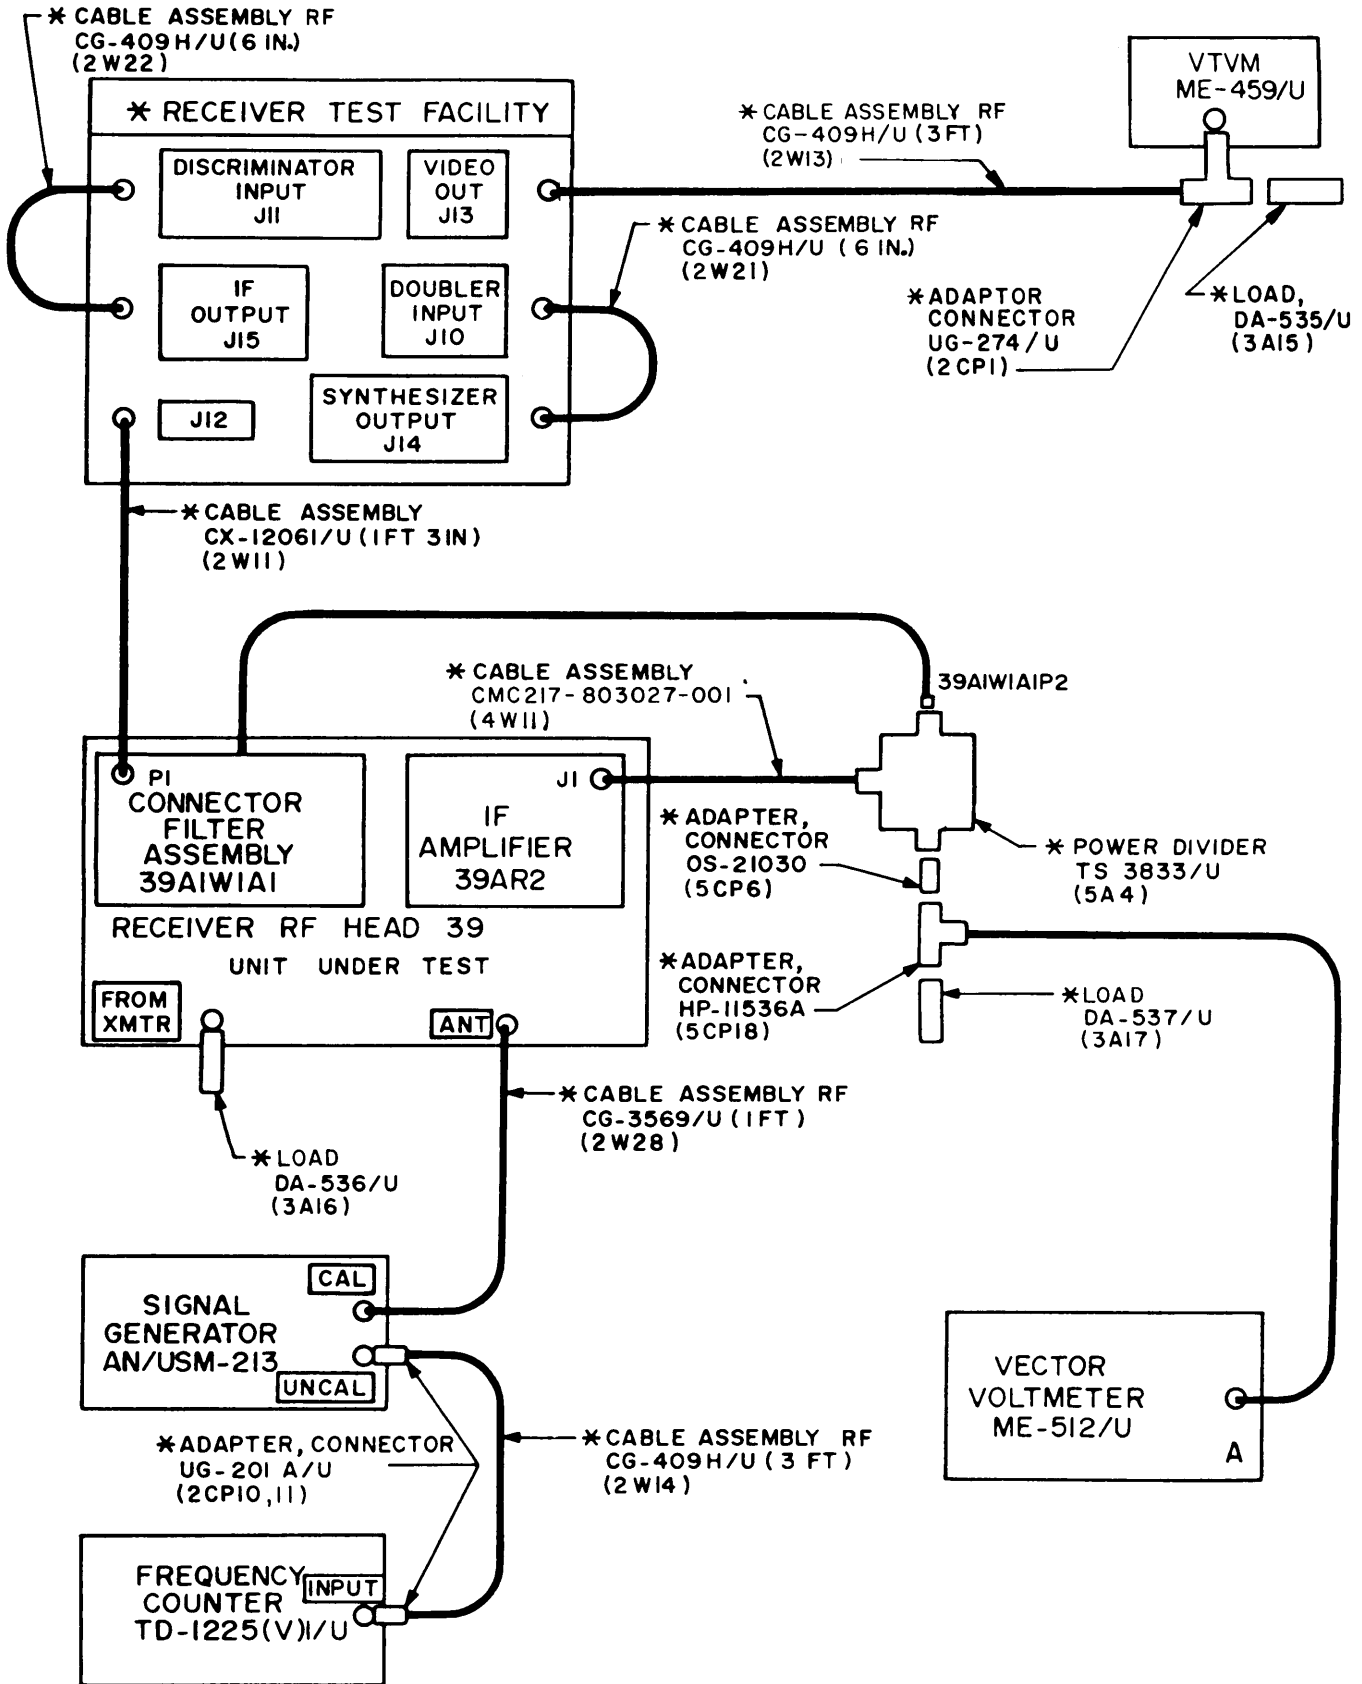 * CABLE ASSEMBLY RF
CG-409H/U (6 IN.)
(2W22)
* RECEIVER TEST FACILITY
DISCRIMINATOR
INPUT
J11
VIDEO
OUT
J13
IF
OUTPUT
J15
DOUBLER
INPUT
J10
J12
SYNTHESIZER
OUTPUT
J14
* CABLE ASSEMBLY RF
CG-409H/U (3FT)
(2W13)
VTVM
ME-459/U
* CABLE ASSEMBLY RF
CG-409H/U ( 6 IN.)
(2W21)
* ADAPTOR
CONNECTOR
UG-274/U
(2CP1)
* LOAD,
DA-535/U
(3A15)
* CABLE ASSEMBLY
CX-12061/U (1FT 3IN)
(2W11)
* CABLE ASSEMBLY
CMC217-803027-001
(4W11)
39A1W1A1P2
P1
CONNECTOR
FILTER
ASSEMBLY
39A1W1A1
J1
IF
AMPLIFIER
39AR2
RECEIVER RF HEAD 39
UNIT UNDER TEST
* ADAPTER,
CONNECTOR
OS-21030
(5CP6)
* POWER DIVIDER
TS 3833/U
(5A4)
* ADAPTER,
CONNECTOR
HP-11536A
(5CP18)
* LOAD
DA-537/U
(3A17)
FROM
XMTR
ANT
* CABLE ASSEMBLY RF
CG-3569/U (1FT)
(2W28)
* LOAD
DA-536/U
(3A16)
CAL
SIGNAL
GENERATOR
AN/USM-213
UNCAL
* ADAPTER, CONNECTOR
UG-201 A/U
(2CP10,11)
* CABLE ASSEMBLY RF
CG-409H/U (3 FT)
(2W14)
VECTOR
VOLTMETER
ME-512/U
A
FREQUENCY
COUNTER
TD-1225(V)1/U
INPUT